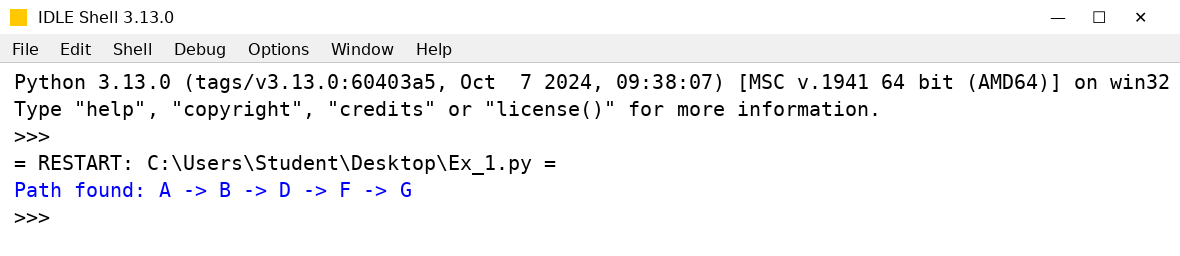 IDLE Shell 3.13.0
File Edit Shell Debug Options Window Help
Python 3.13.0 (tags/v3.13.0:60403a5, Oct  7 2024, 09:38:07) [MSC v.1941 64 bit (AMD64)] on win32
Type "help", "copyright", "credits" or "license()" for more information.
>>>
= RESTART: C:\Users\Student\Desktop\Ex_1.py =
Path found: A -> B -> D -> F -> G
>>>